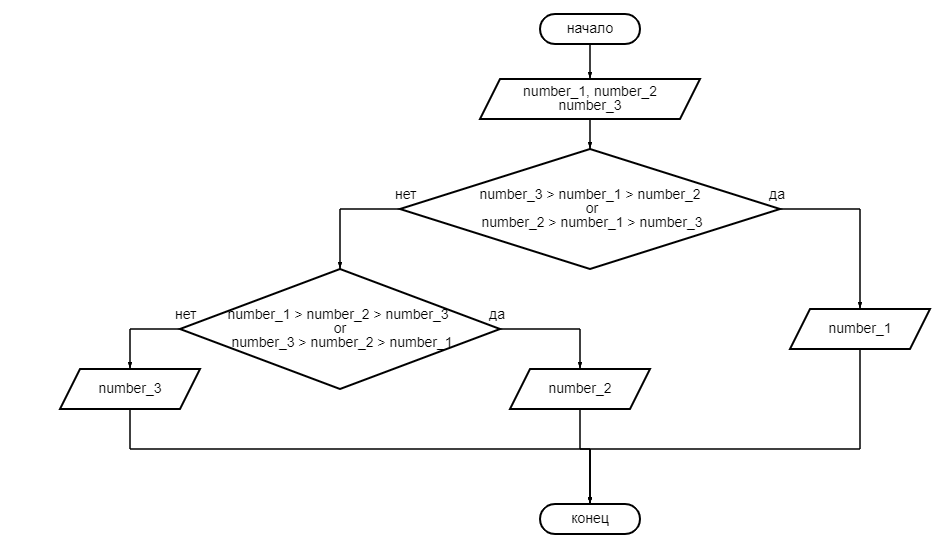 начало
number_1, number_2
number_3
нет
number_3 > number_1 > number_2
or
number_2 > number_1 > number_3
да
нет
number_1 > number_2 > number_3
or
number_3 > number_2 > number_1
да
number_1
number_3
number_2
конец